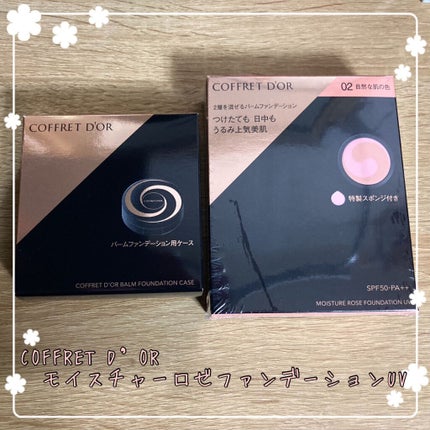 COFFRET D'OR
バームファンデーション用ケース
COFFRET D'OR BALM FOUNDATION CASE
COFFRET D'OR
02 自然な肌の色
2層を混ぜるバームファンデーション
つけたても 日中も
うるみ上気美肌
特製スポンジ付き
SPF50・PA++
MOISTURE ROSE FOUNDATION UV
COFFRET D'OR
モイスチャーロゼファンデーションUV